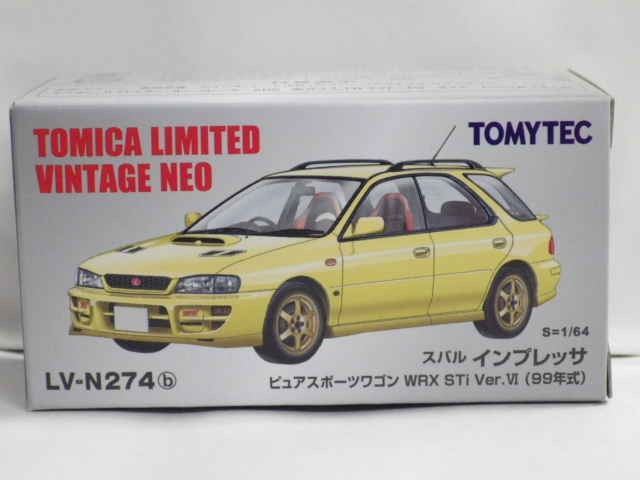 TOMICA LIMITED
VINTAGE NEO
TOMYTEC
S=1/64
スバル インプレッサ
LV-N274ⓑ
ピュアスポーツワゴン WRX STi Ver.Ⅵ (99年式)